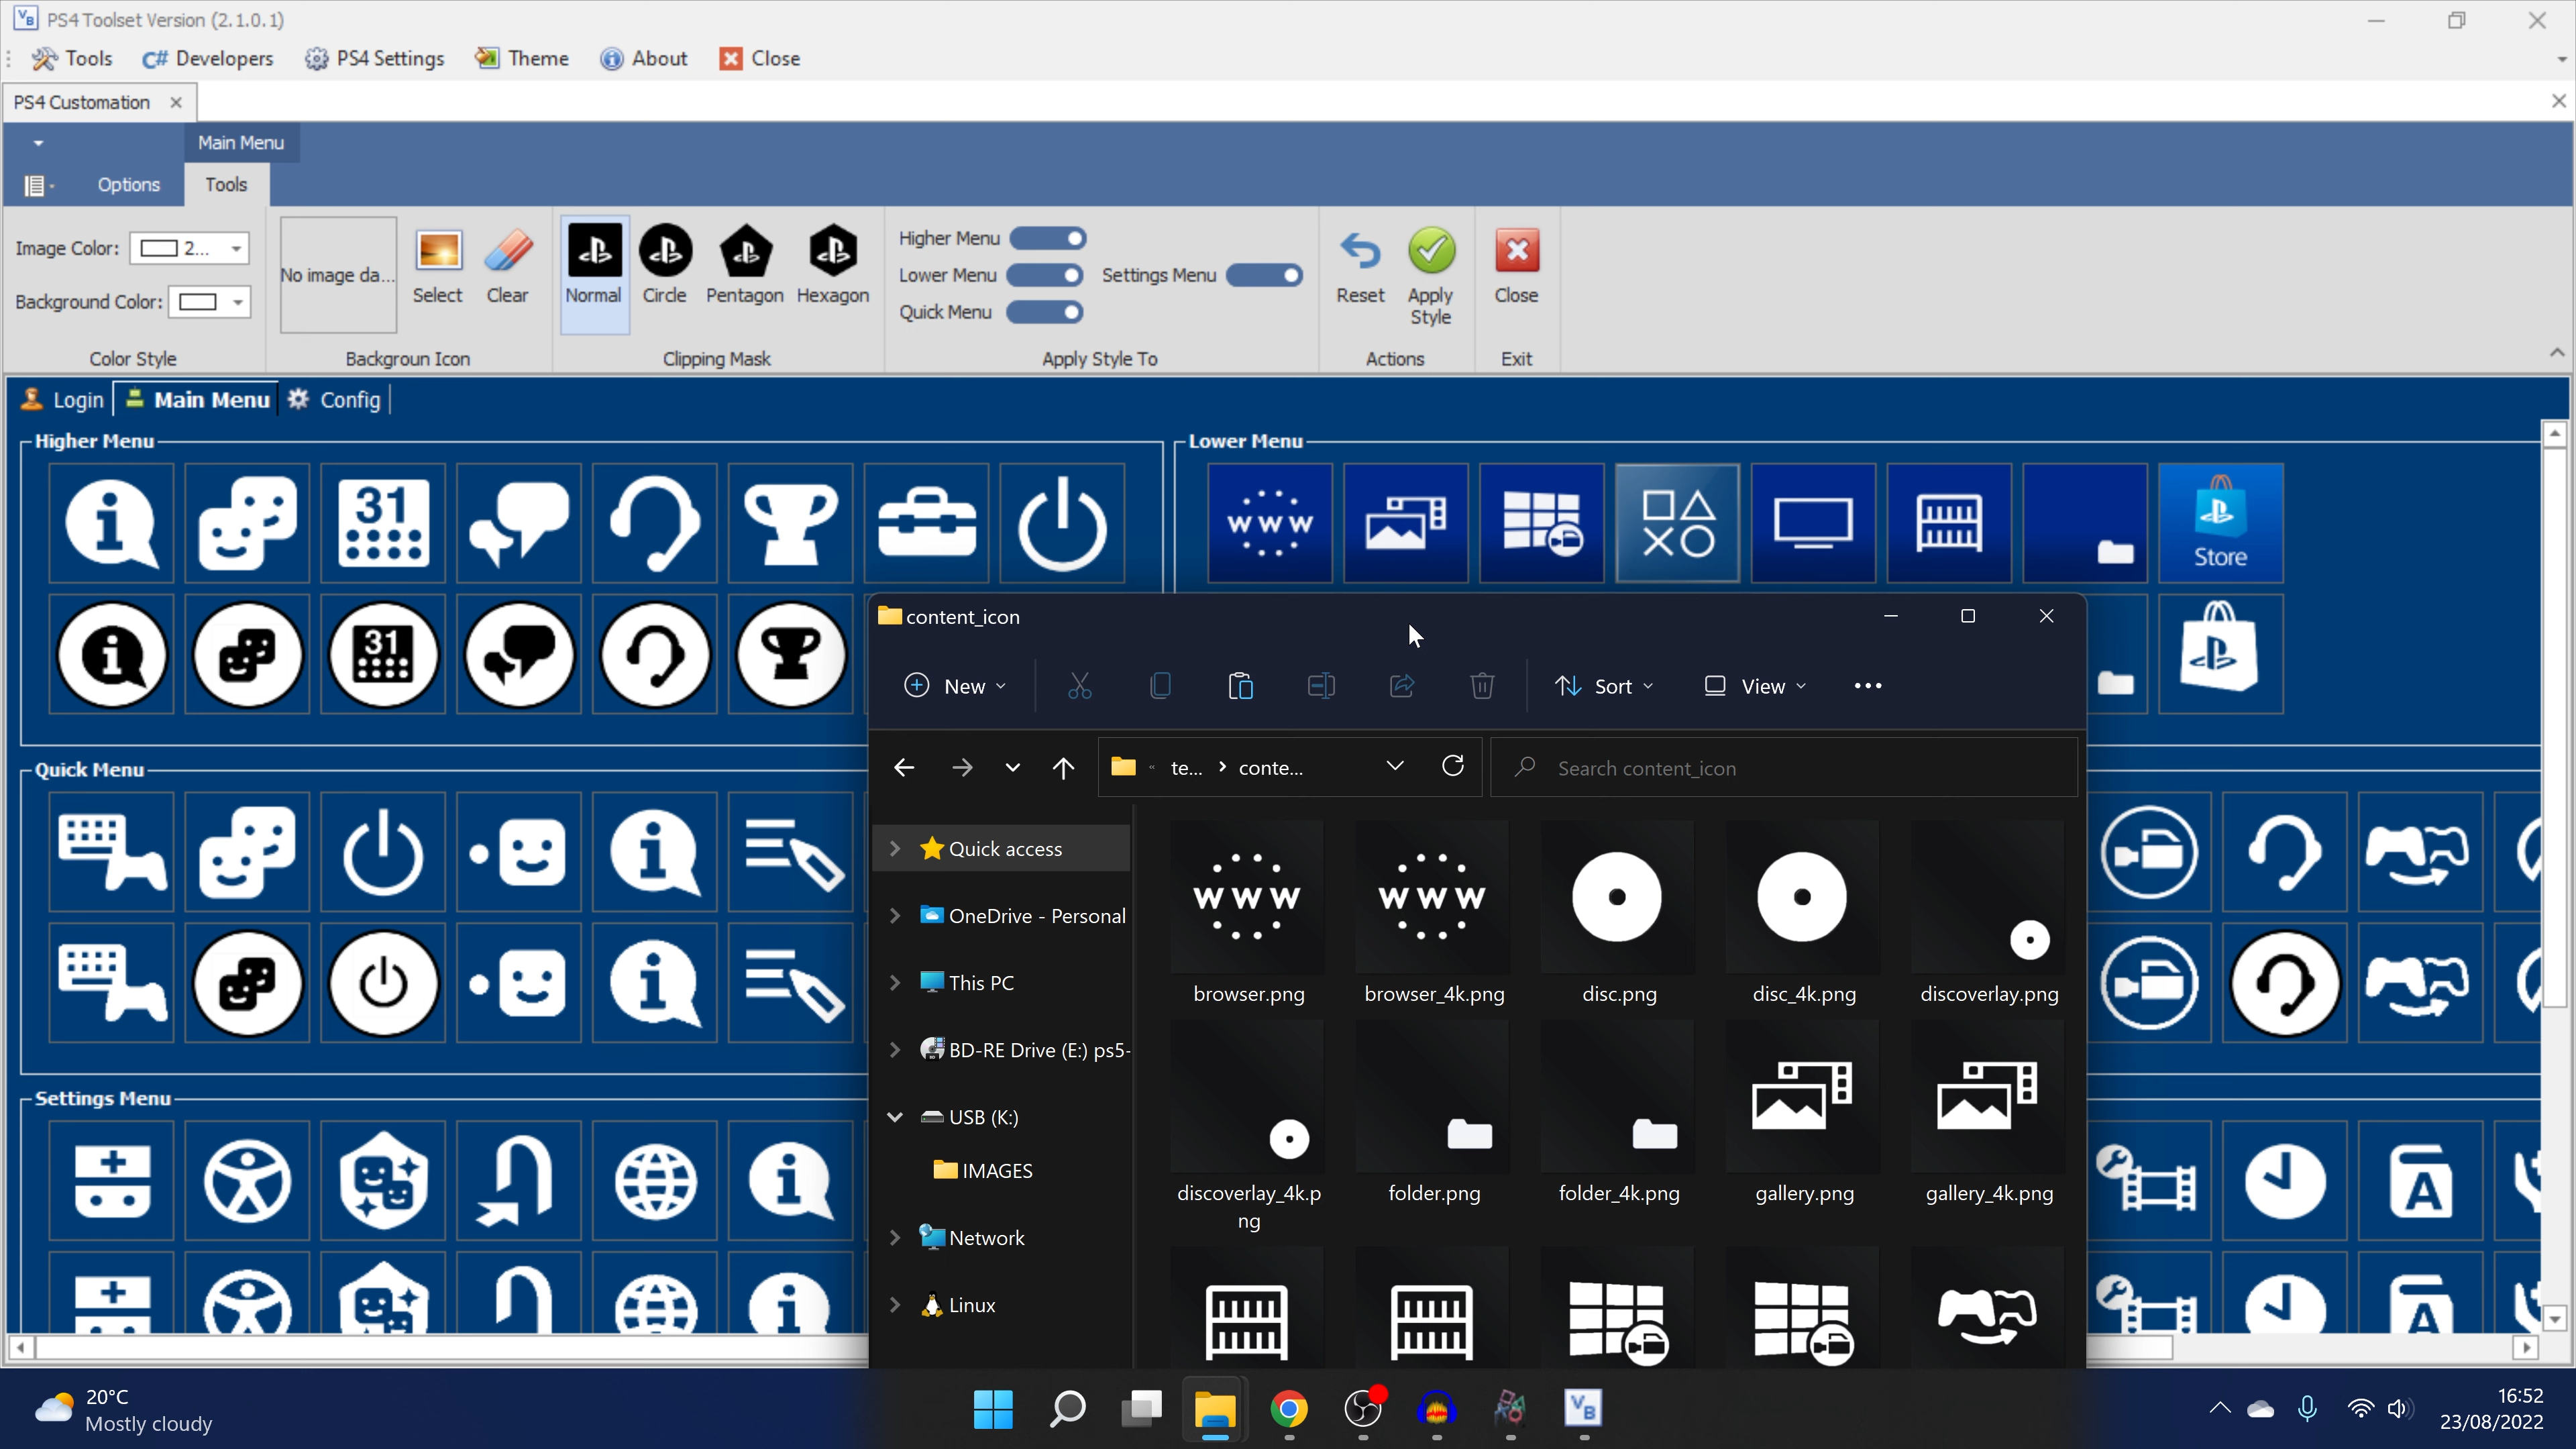 PS4 Toolset Version (2.1.0.1)
Tools C# Developers PS4 Settings Theme About Close
PS4 Customation
Main Menu
Options Tools
Image Color: 2...
Background Color:
Color Style
No image da...
Select Clear
Backgroun Icon
Normal Circle Pentagon Hexagon
Clipping Mask
Higher Menu
Lower Menu Settings Menu
Quick Menu
Apply Style To
Reset Apply
Style
Actions
Close
Exit
Login Main Menu Config
Higher Menu
31
Lower Menu
www
Store
31
Quick Menu
Settings Menu
A
A
content_icon
New Sort View
te... conte...
Search content_icon
Quick access
OneDrive - Personal
This PC
BD-RE Drive (E:) ps5-
USB (K:)
IMAGES
Network
Linux
www www
browser.png browser_4k.png disc.png disc_4k.png discoverlay.png
discoverlay_4k.p
ng
folder.png folder_4k.png gallery.png gallery_4k.png
20°C
Mostly cloudy
VB
16:52
23/08/2022